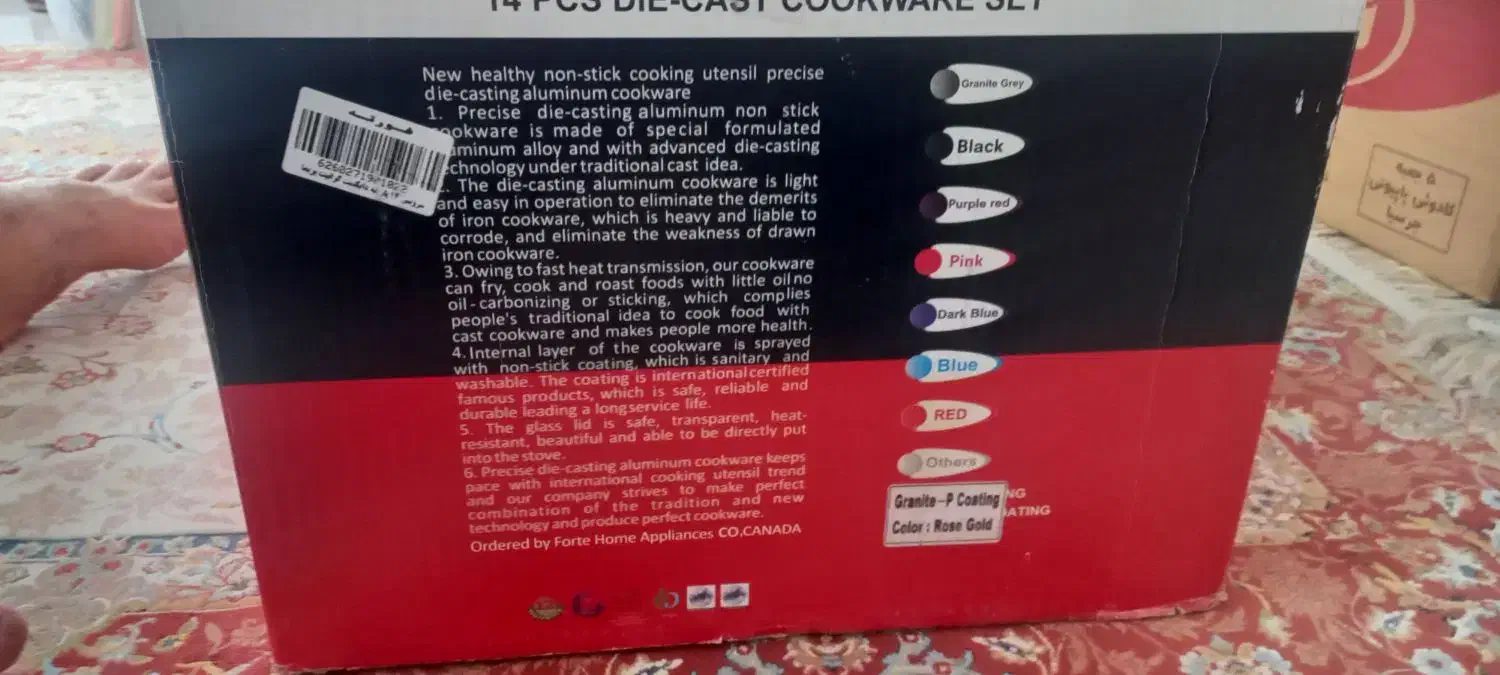 14 PCS DIE-CAST COOKWARE SET
New healthy non-stick cooking utensil precise
die-casting aluminum cookware
1. Precise die-casting aluminum non stick
ookware is made of special formulated
uminum alloy and with advanced die-casting
echnology under traditional cast idea.
. The die-casting aluminum cookware is light
and easy in operation to eliminate the demerits
of iron cookware, which is heavy and liable to
corrode, and eliminate the weakness of drawn
iron cookware.
3. Owing to fast heat transmission, our cookware
can fry, cook and roast foods with little oil no
oil-carbonizing or sticking, which complies
people's traditional idea to cook food with
cast cookware and makes people more health.
4. Internal layer of the cookware is sprayed
with non-stick coating, which is sanitary and
washable. The coating is international certified
famous products, which is safe, reliable and
durable leading a long service life.
5. The glass lid is safe, transparent, heat-
resistant, beautiful and able to be directly put
into the stove.
6. Precise die-casting aluminum cookware keeps
pace with international cooking utensil trend
and our company strives to make perfect
combination of the tradition and new
technology and produce perfect cookware.
Ordered by Forte Home Appliances CO,CANADA
فورته
Granite Grey
Black
Purple red
Pink
Dark Blue
Blue
RED
Others
Granite-P Coating
Color : Rose Gold
NG
ATING
۵